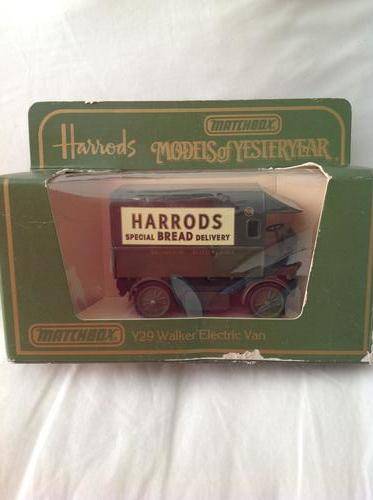 MATCHBOX
Harrods
MODELS of YESTERYEAR
HARRODS
SPECIAL BREAD DELIVERY
MATCHBOX
Y29 Walker Electric Van